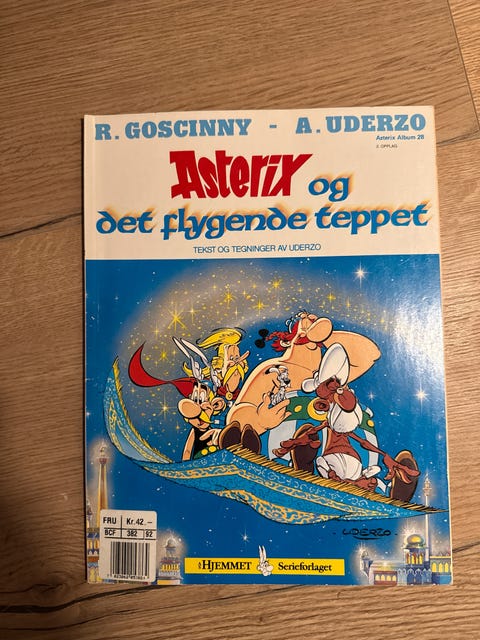 R. GOSCINNY - A. UDERZO
Asterix Album 28
2. OPPLAG
Asterix og
det flygende teppet
TEKST OG TEGNINGER AV UDERZO
UDERZO
FRU Kr. 42.–
BCF 382 92
HJEMMET Serieforlaget